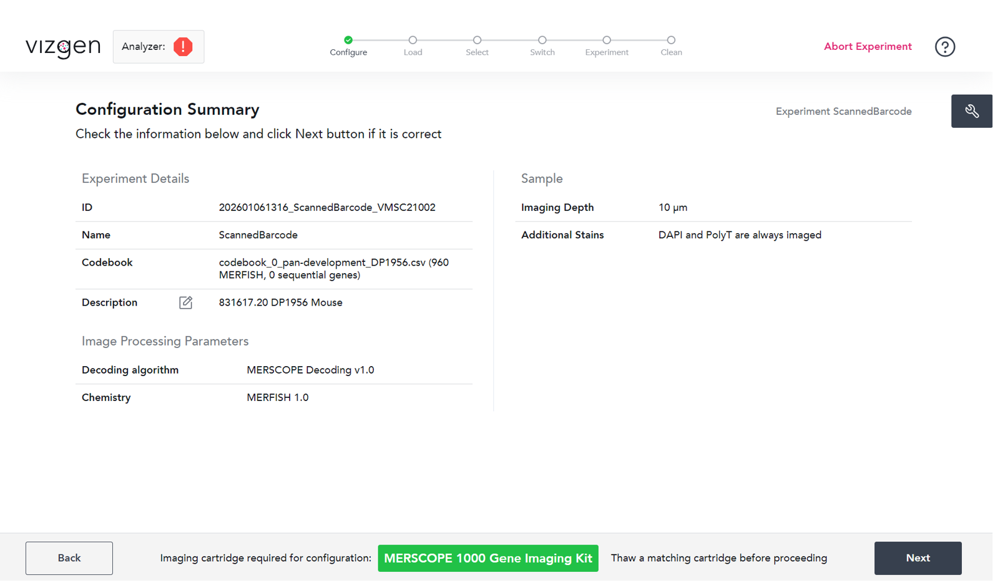 vizgen
Analyzer:
Configure
Load
Select
Switch
Experiment
Clean
Abort Experiment
Configuration Summary
Experiment ScannedBarcode
Check the information below and click Next button if it is correct
Experiment Details
ID 202601061316_ScannedBarcode_VMSC21002
Name ScannedBarcode
Codebook codebook_0_pan-development_DP1956.csv (960
MERFISH, 0 sequential genes)
Description 831617.20 DP1956 Mouse
Image Processing Parameters
Decoding algorithm MERSCOPE Decoding v1.0
Chemistry MERFISH 1.0
Sample
Imaging Depth 10 µm
Additional Stains DAPI and PolyT are always imaged
Back
Imaging cartridge required for configuration: MERSCOPE 1000 Gene Imaging Kit Thaw a matching cartridge before proceeding
Next